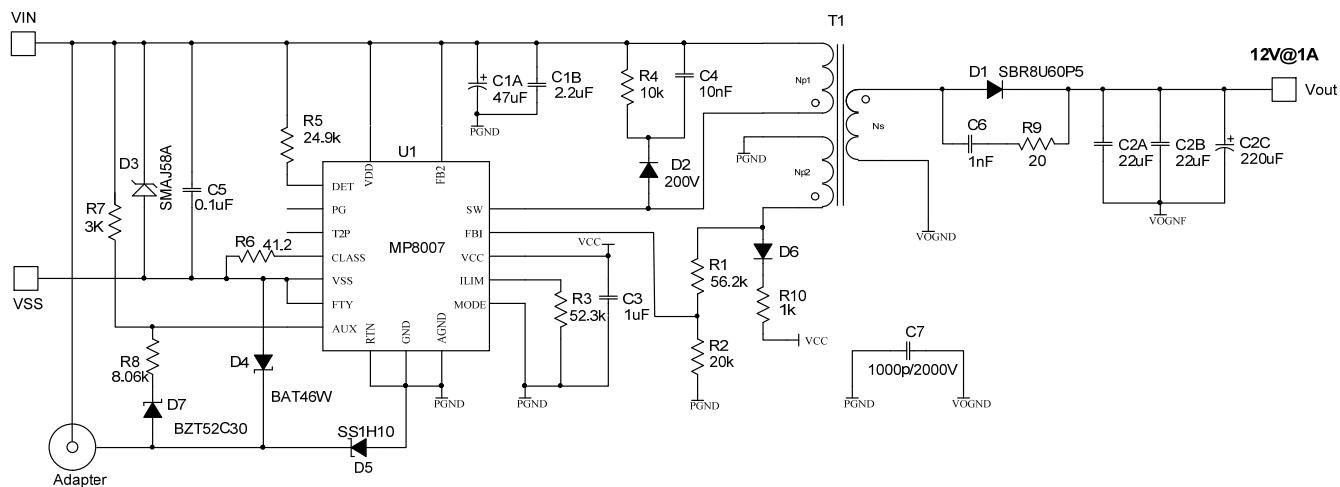 VIN
T1
12V@1A
D1 SBR8U60P5
Vout
Np1
R4
10k
C4
10nF
C1A
47uF
C1B
2.2uF
PGND
R5
24.9k
U1
D3
SMAJ58A
C5
0.1uF
R7
3K
R6 41.2
DET
PG
T2P
CLASS
VSS
FTY
AUX
VDD
FB2
MP8007
RTN
GND
AGND
SW
FBI
VCC
ILIM
MODE
D2
200V
PGND
Np2
Ns
C6
1nF
R9
20
C2A
22uF
C2B
22uF
C2C
220uF
VOGNF
VOGND
VSS
VCC
R3
52.3k
C3
1uF
R1
56.2k
D6
R10
1k
VCC
R2
20k
C7
1000p/2000V
PGND
VOGND
R8
8.06k
D4
BAT46W
PGND
PGND
PGND
D7
BZT52C30
SS1H10
D5
Adapter